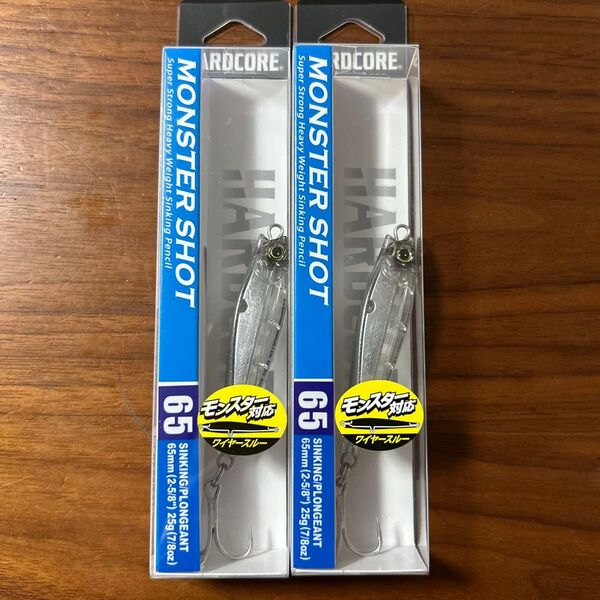 ARDCORE®
MONSTER SHOT
Super Strong Heavy Weight Sinking Pencil
65
SINKING/PLONGEANT
65mm (2-5/8") 25g (7/8oz)
モンスター対応
ワイヤースルー
RDCORE®
MONSTER SHOT
Super Strong Heavy Weight Sinking Pencil
65
SINKING/PLONGEANT
65mm (2-5/8") 25g (7/8oz)
モンスター対応
ワイヤースルー